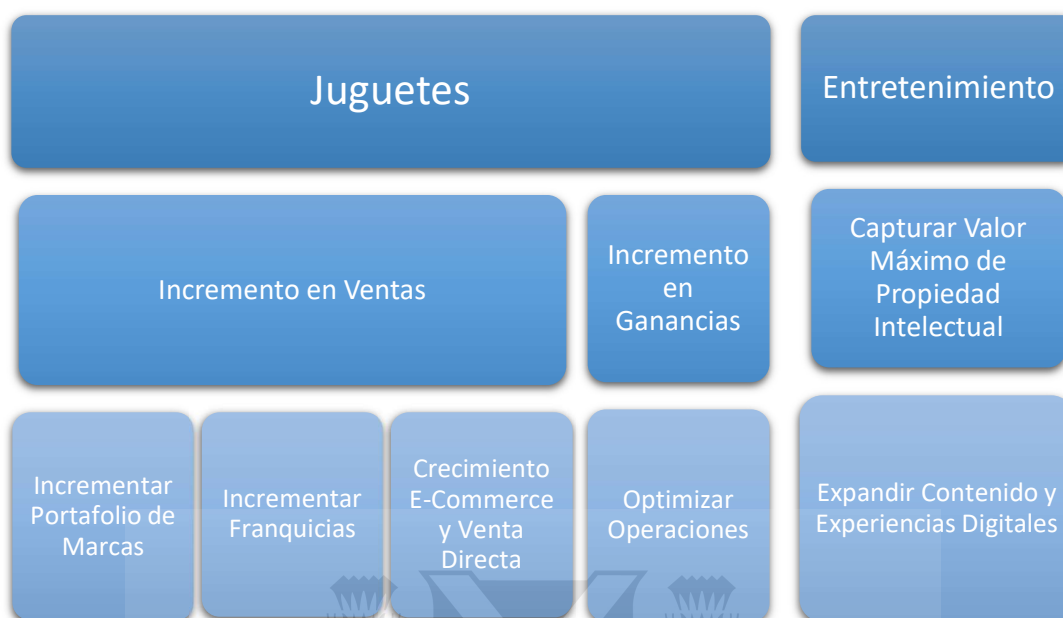 Juguetes
Entretenimiento
Incremento en Ventas
Incremento
en
Ganancias
Capturar Valor
Máximo de
Propiedad
Intelectual
Incrementar
Portafolio de
Marcas
Incrementar
Franquicias
Crecimiento
E-Commerce
y Venta
Directa
Optimizar
Operaciones
Expandir Contenido y
Experiencias Digitales